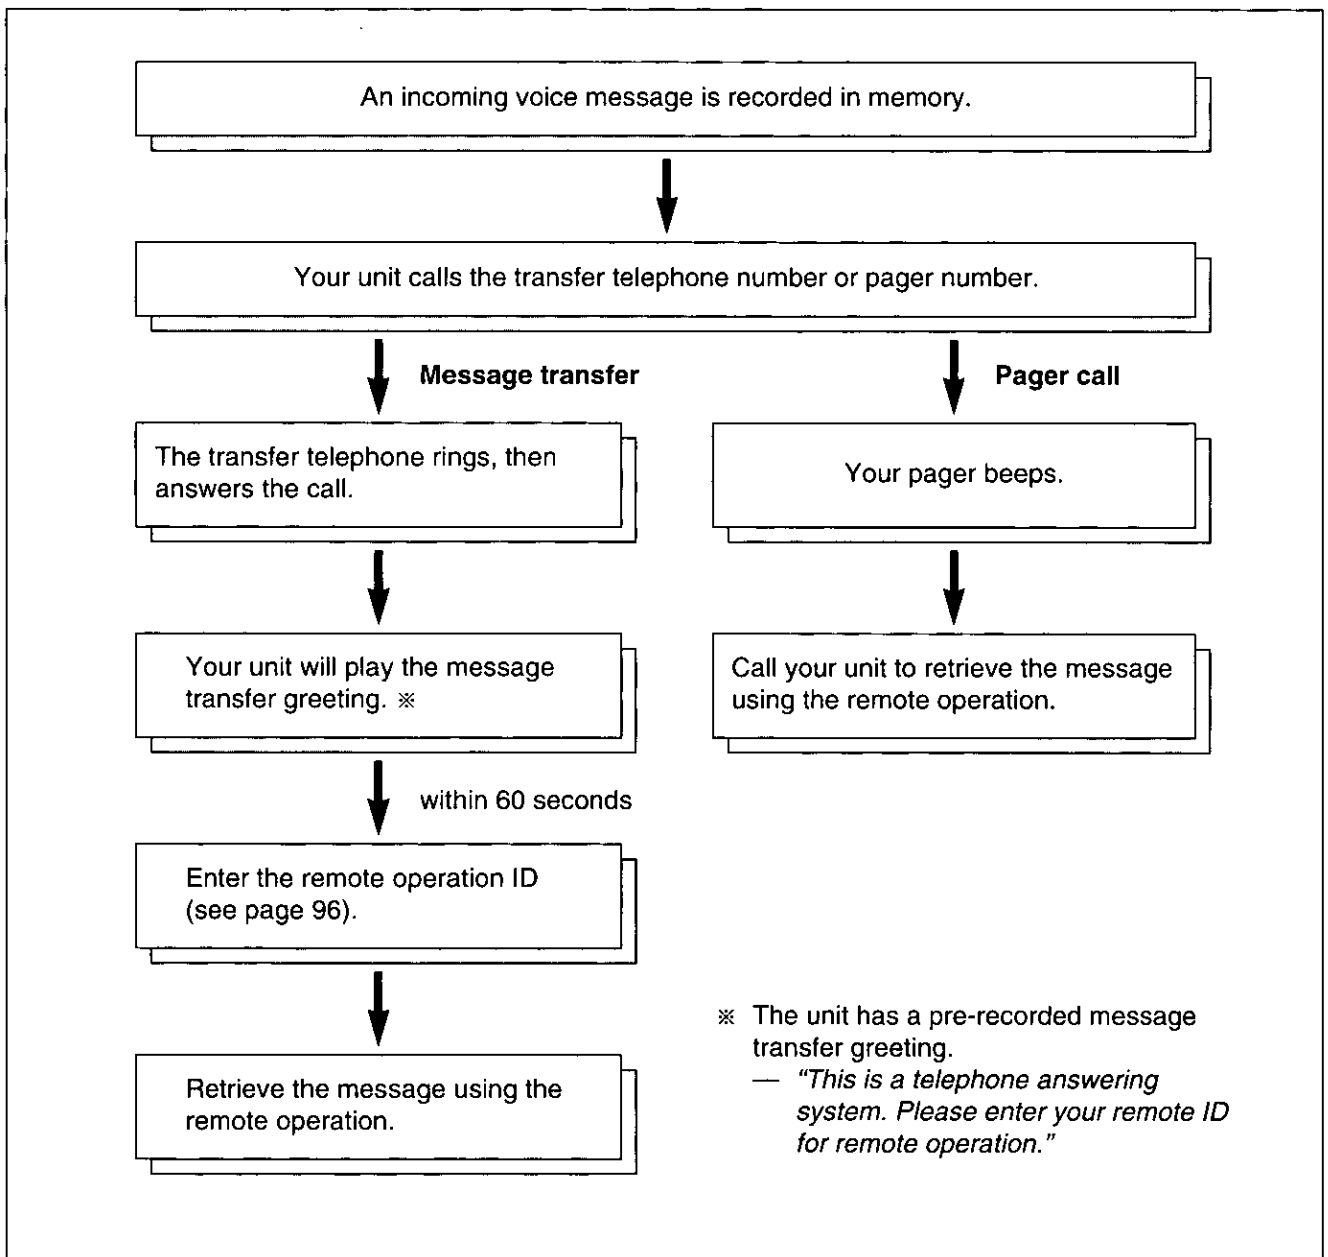 An incoming voice message is recorded in memory.
Your unit calls the transfer telephone number or pager number.
Message transfer
Pager call
The transfer telephone rings, then
answers the call.
Your pager beeps.
Your unit will play the message
transfer greeting. ※
Call your unit to retrieve the message
using the remote operation.
within 60 seconds
Enter the remote operation ID
(see page 96).
Retrieve the message using the
remote operation.
※ The unit has a pre-recorded message
transfer greeting.
— “This is a telephone answering
system. Please enter your remote ID
for remote operation.”